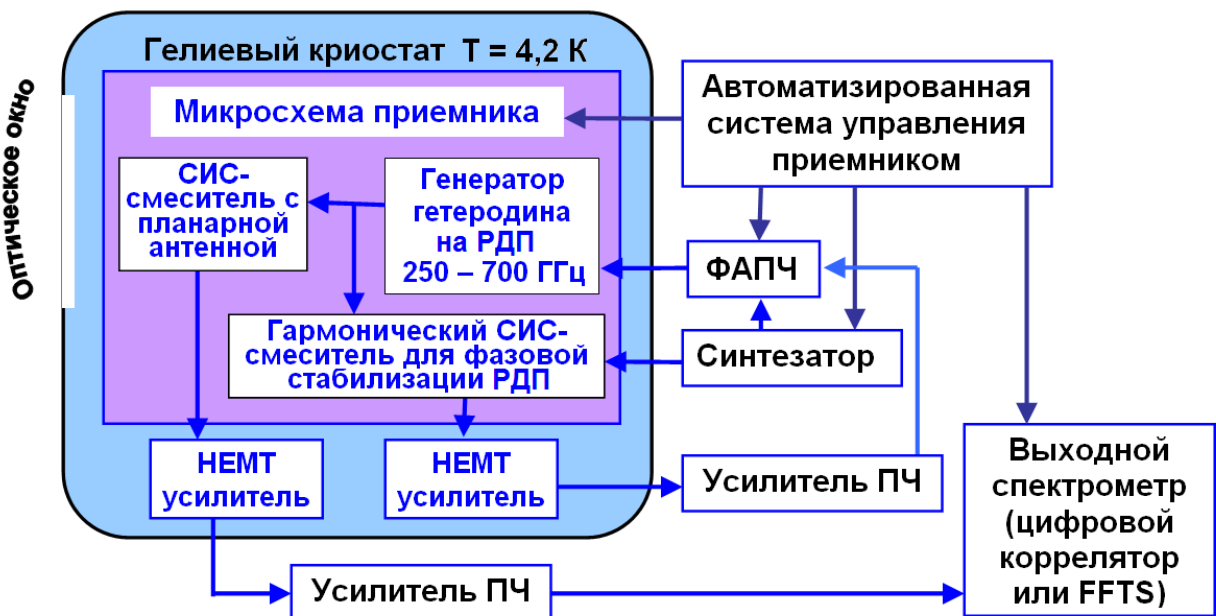 Гелиевый криостат T = 4,2 К
Оптическое окно
Микросхема приемника
Автоматизированная
система управления
приемником
СИС-
смеситель с
планарной
антенной
Генератор
гетеродина
на РДП
250 – 700 ГГц
ФАПЧ
Гармонический СИС-
смеситель для фазовой
стабилизации РДП
Синтезатор
НЕМТ
усилитель
НЕМТ
усилитель
Усилитель ПЧ
Выходной
спектрометр
(цифровой
коррелятор
или FFTS)
Усилитель ПЧ